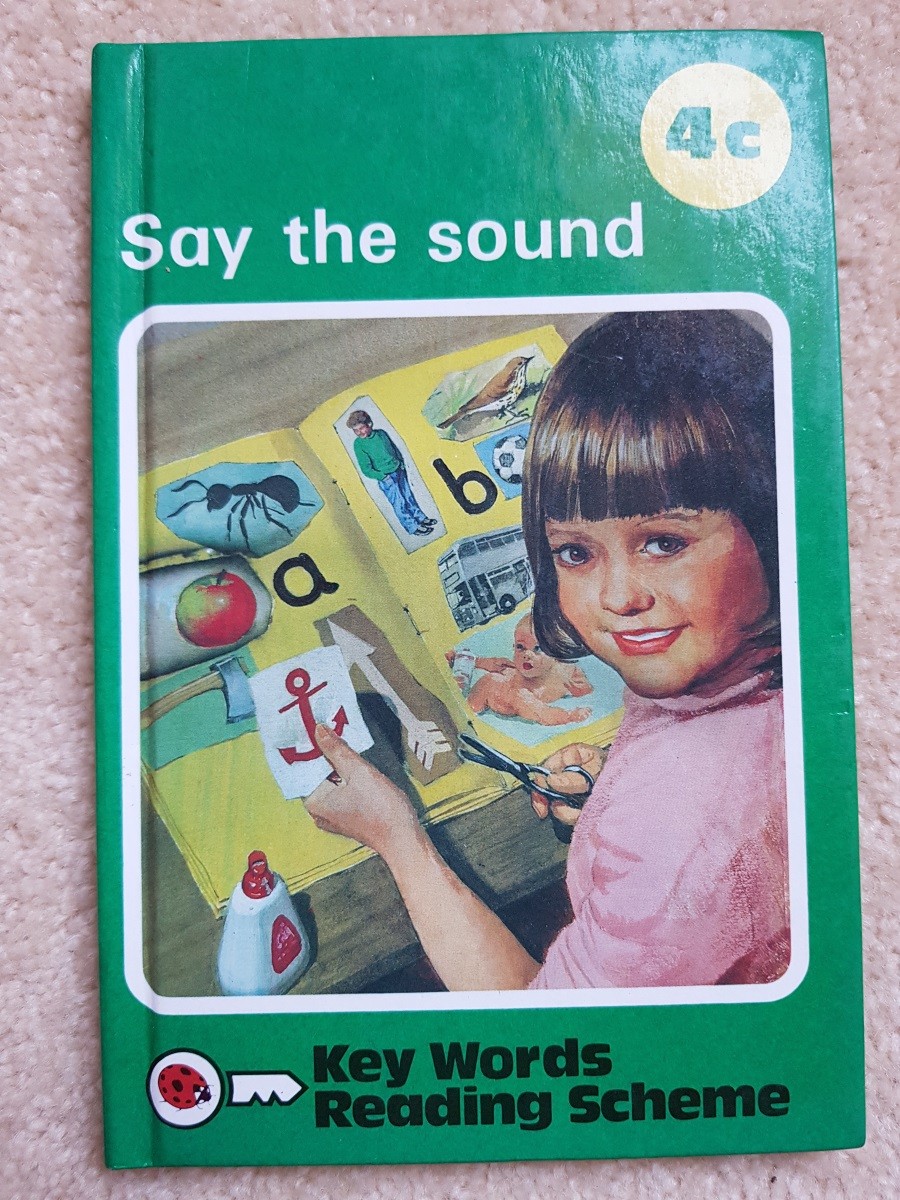 4c
Say the sound
b
a
Key Words
Reading Scheme